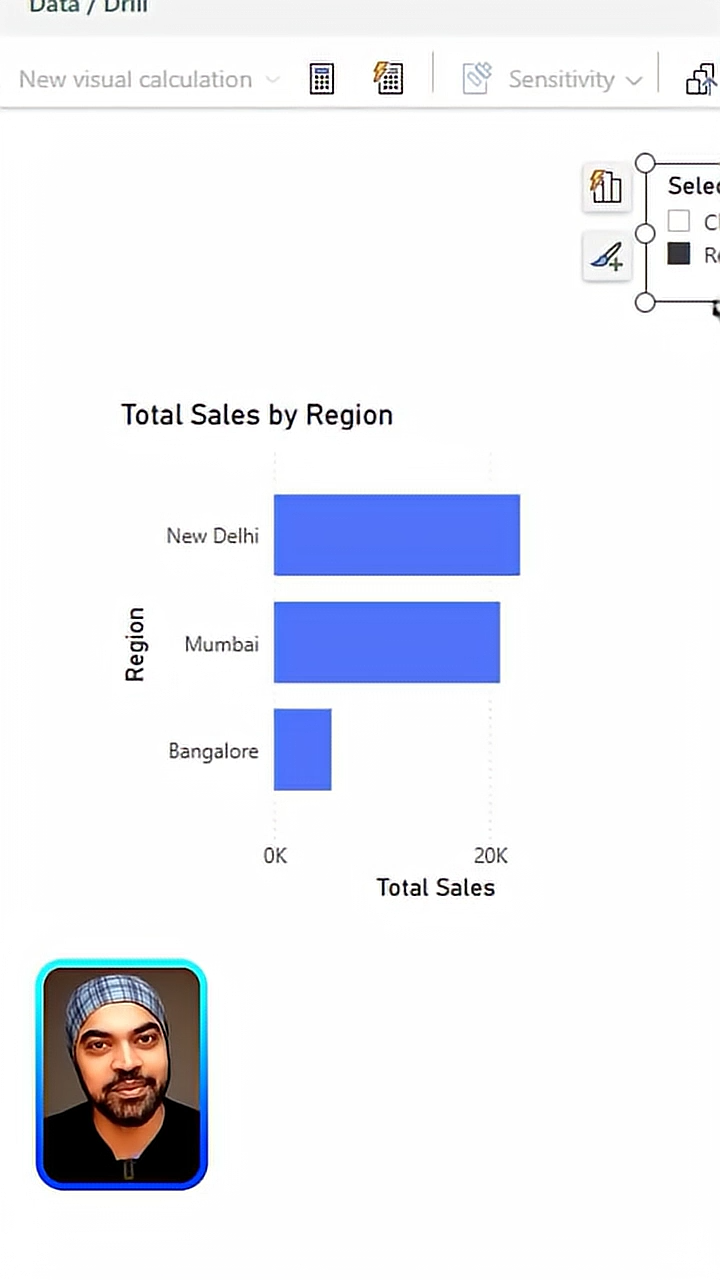 Data / Drill
New visual calculation
Sensitivity
Total Sales by Region
New Delhi
Mumbai
Bangalore
Region
0K
20K
Total Sales